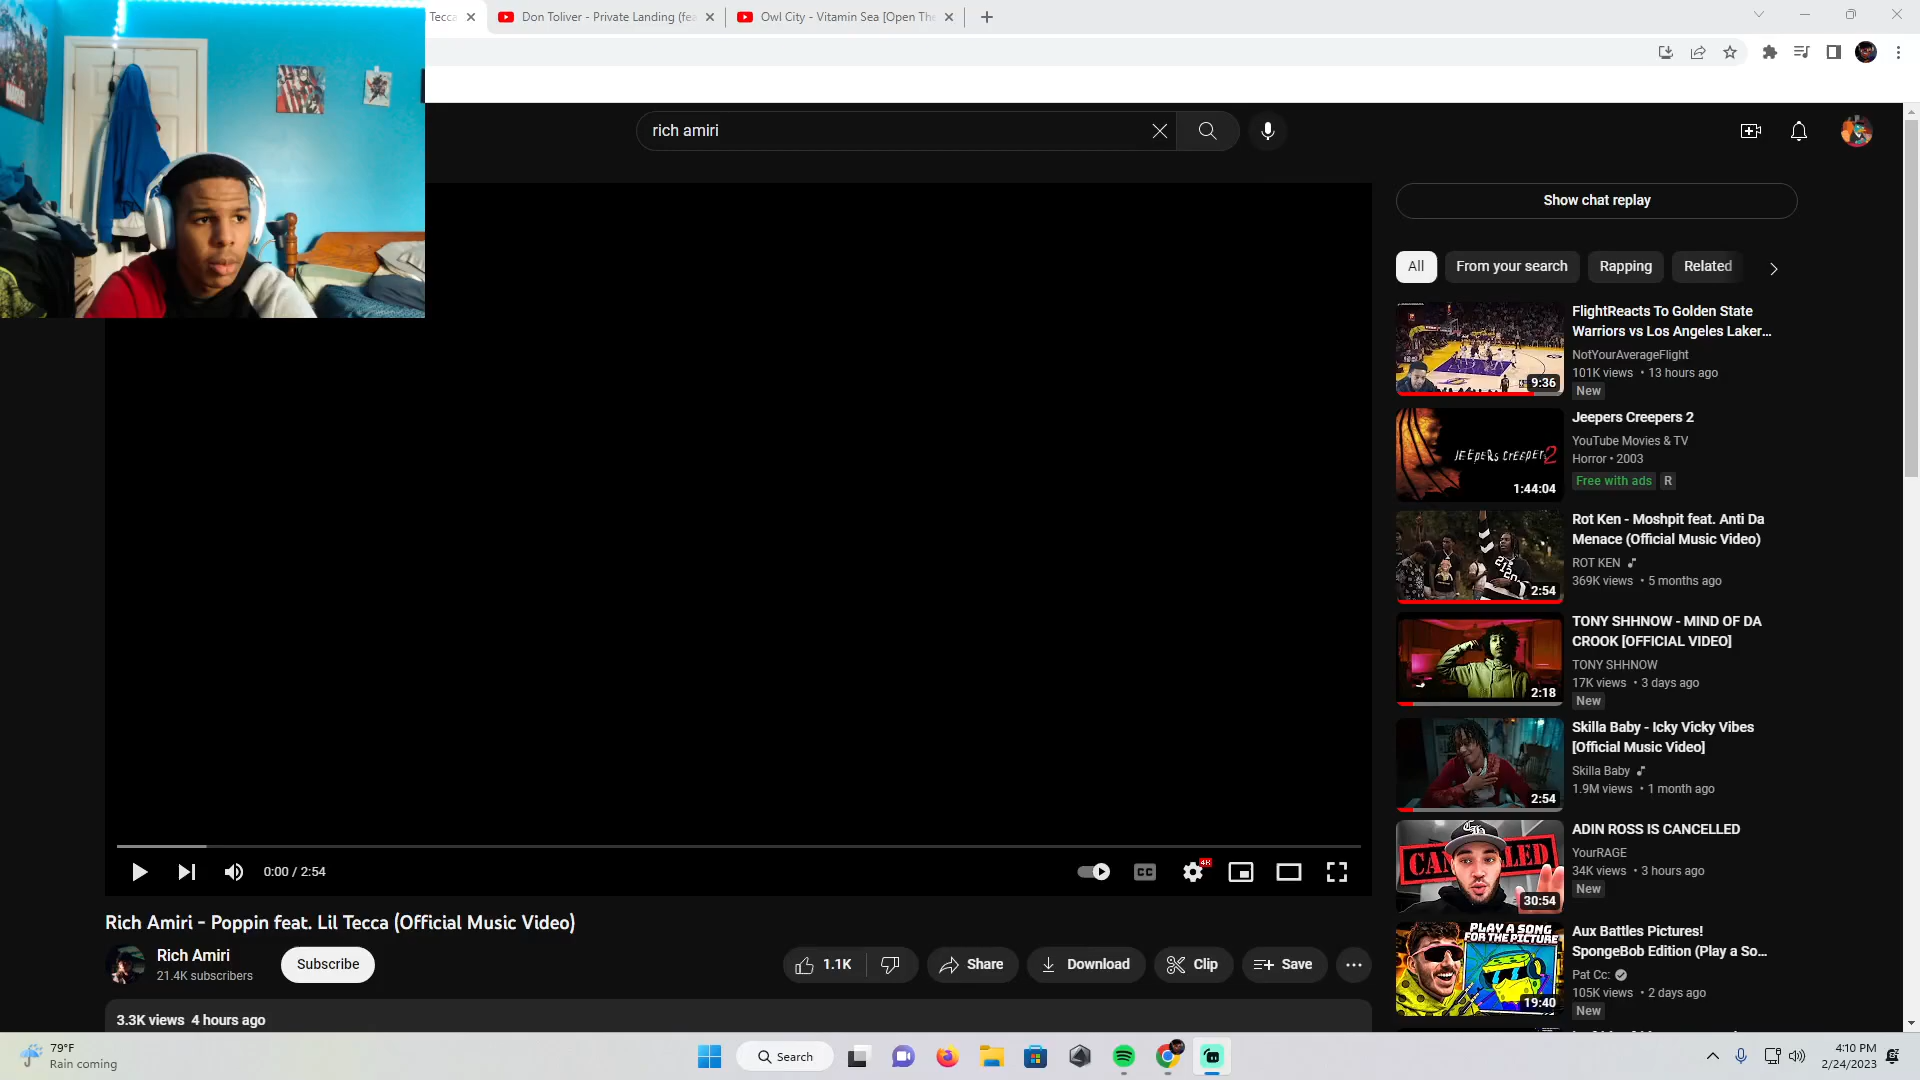 Tecca
Don Toliver - Private Landing (fea
Owl City - Vitamin Sea [Open The
rich amiri
Show chat replay
All
From your search
Rapping
Related
FlightReacts To Golden State
Warriors vs Los Angeles Laker...
NotYourAverageFlight
101K views • 13 hours ago
New
9:36
Jeepers Creepers 2
YouTube Movies & TV
Horror • 2003
Free with ads R
JEEPERS CREEPERS 2
1:44:04
Rot Ken - Moshpit feat. Anti Da
Menace (Official Music Video)
ROT KEN
369K views • 5 months ago
2:54
TONY SHHNOW - MIND OF DA
CROOK [OFFICIAL VIDEO]
TONY SHHNOW
17K views • 3 days ago
New
2:18
Skilla Baby - Icky Vicky Vibes
[Official Music Video]
Skilla Baby
1.9M views • 1 month ago
2:54
ADIN ROSS IS CANCELLED
YourRAGE
34K views • 3 hours ago
New
30:54
Aux Battles Pictures!
SpongeBob Edition (Play a So...
Pat Cc:
105K views • 2 days ago
New
PLAY A SONG
FOR THE PICTURE
19:40
0:00 / 2:54
CC
4K
Rich Amiri - Poppin feat. Lil Tecca (Official Music Video)
Rich Amiri
21.4K subscribers
Subscribe
1.1K
Share
Download
Clip
Save
3.3K views 4 hours ago
79°F
Rain coming
Search
4:10 PM
2/24/2023